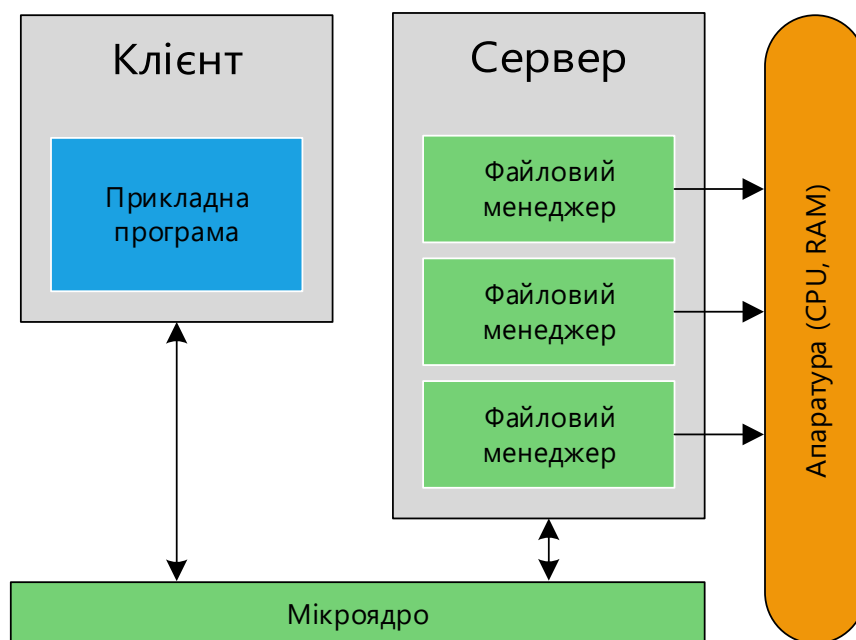 Клієнт
Прикладна
програма
Сервер
Файловий
менеджер
Файловий
менеджер
Файловий
менеджер
Апаратура (CPU, RAM)
Мікроядро